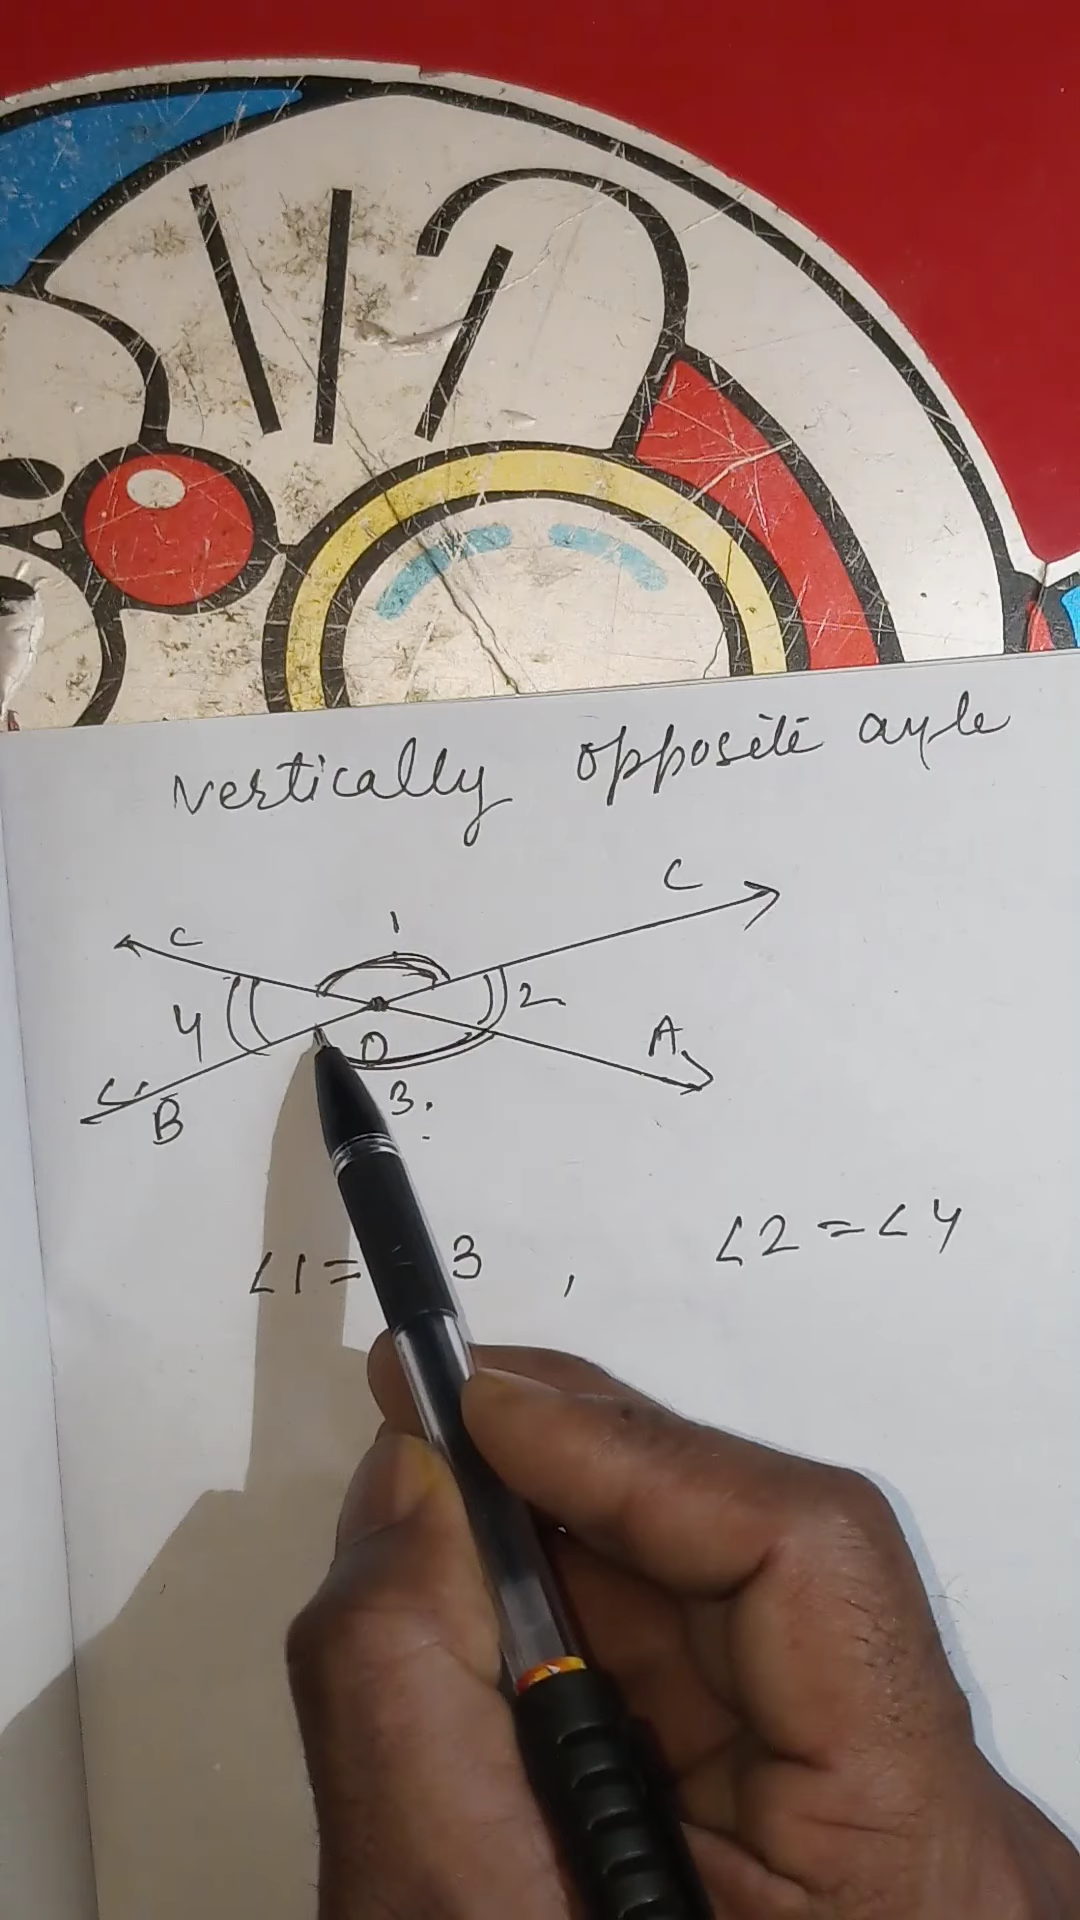 Vertically opposite angle
C
C
1
4
2
O
A
B
3
∠1 = 3 , ∠2 = ∠4